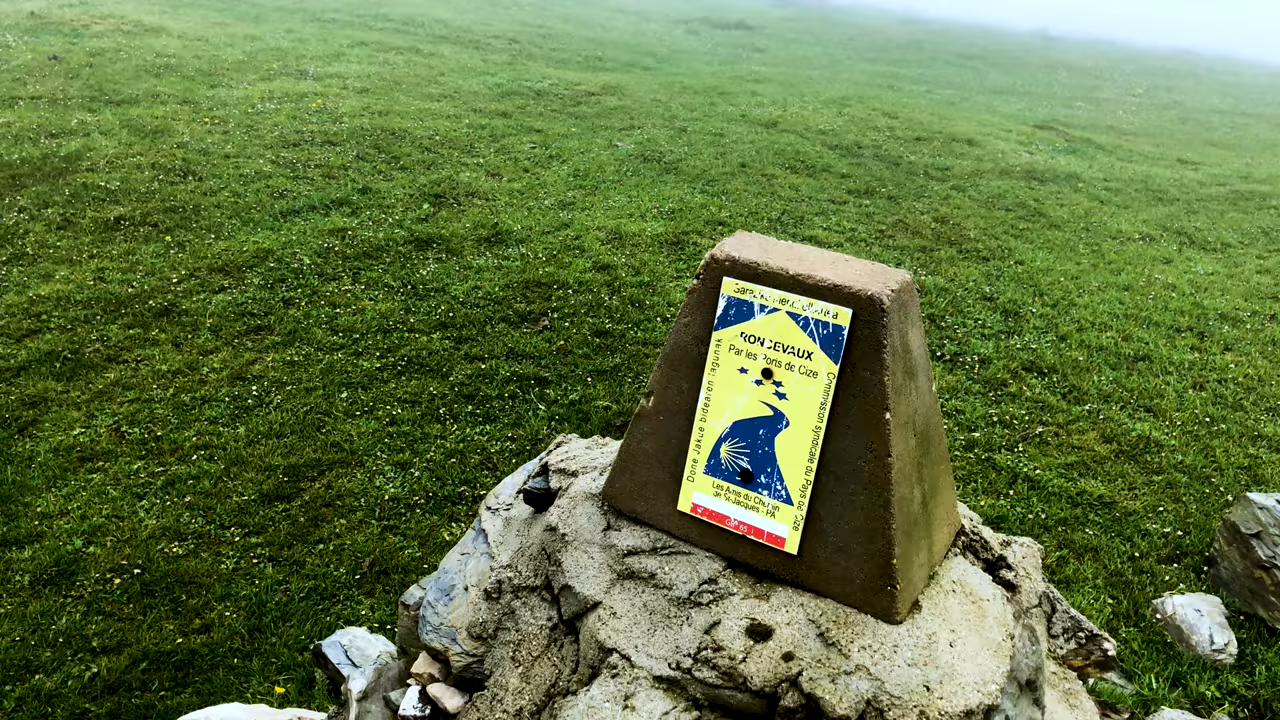 RONCEVAUX
Par les Ports de Cize
Done Jakue bidearen lagunak
Commission syndicale du Pays de Cize
Les Amis du Chemin
de St-Jacques - PA
GR 65